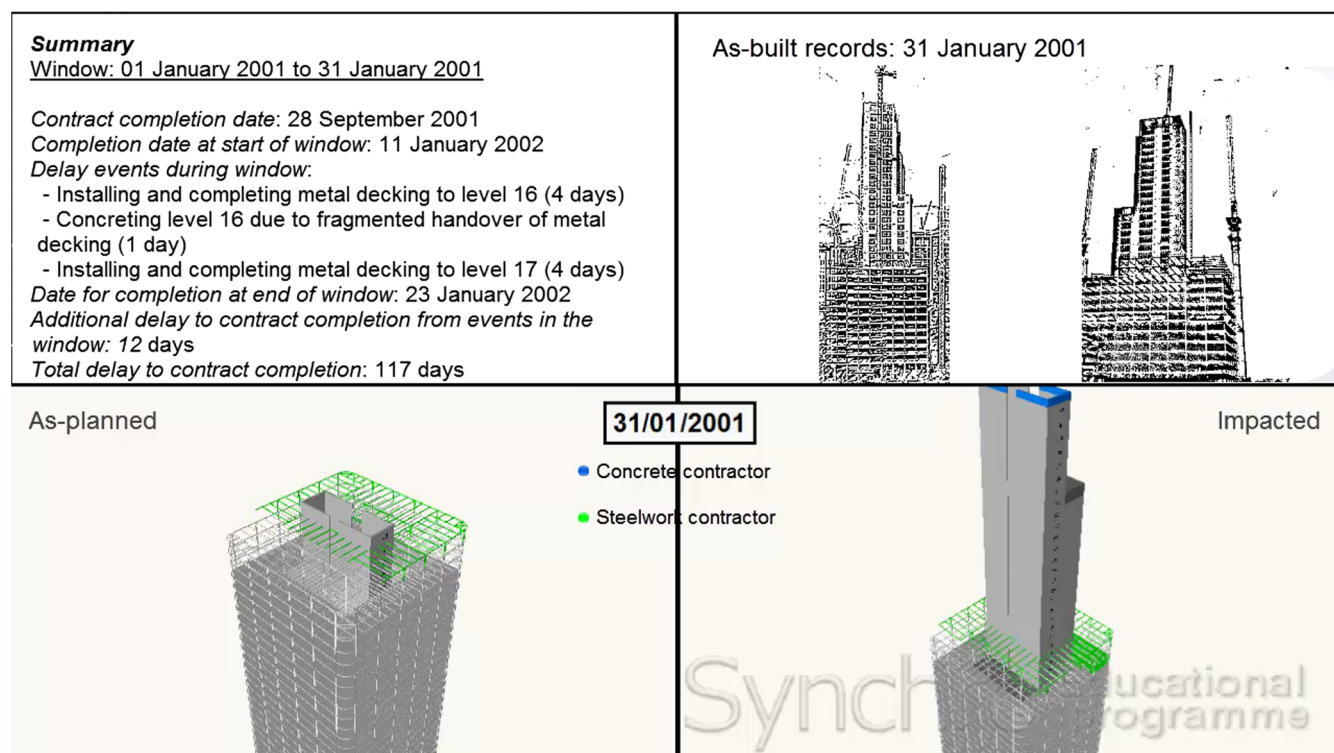 Summary
Window: 01 January 2001 to 31 January 2001
Contract completion date: 28 September 2001
Completion date at start of window: 11 January 2002
Delay events during window:
- Installing and completing metal decking to level 16 (4 days)
- Concreting level 16 due to fragmented handover of metal
decking (1 day)
- Installing and completing metal decking to level 17 (4 days)
Date for completion at end of window: 23 January 2002
Additional delay to contract completion from events in the
window: 12 days
Total delay to contract completion: 117 days
As-built records: 31 January 2001
As-planned
31/01/2001
Impacted
Concrete contractor
Steelwork contractor
Synch
ducational
rogramme